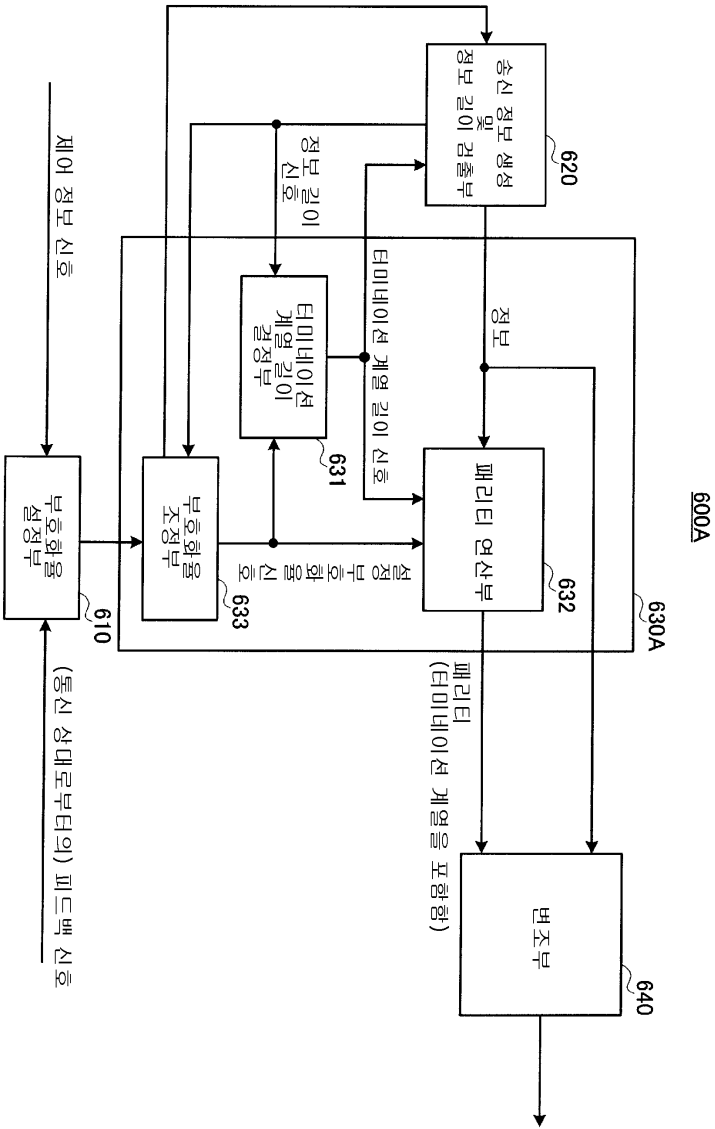 600A
송신 정보 생성
및
정보 길이 검출부
620
정보
630A
정보 길이
신호
터미네이션 계열 길이 신호
터미네이션
계열 길이
결정부
631
패리티 연산부
632
패리티
(터미네이션 계열을 포함함)
변조부
640
설정 부호화율 신호
부호화율
조정부
633
제어 정보 신호
부호화율
설정부
610
(통신 상대로부터의) 피드백 신호